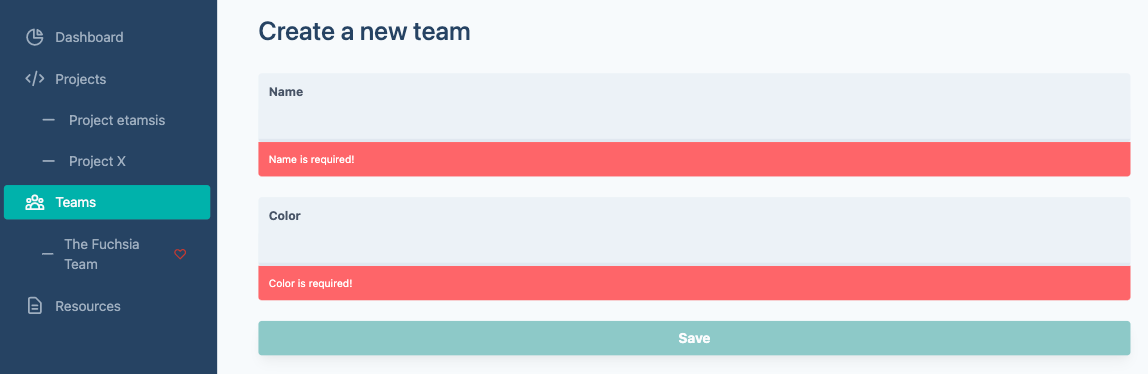 Dashboard
Projects
Project etamsis
Project X
Teams
The Fuchsia
Team
Resources
Create a new team
Name
Name is required!
Color
Color is required!
Save